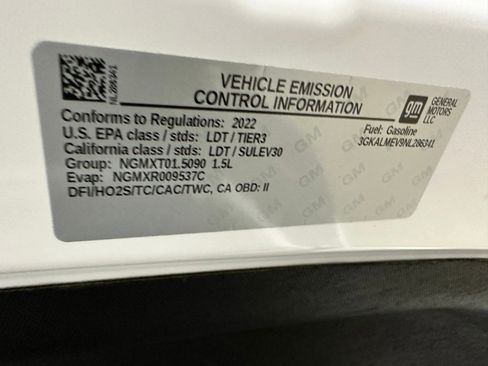 VEHICLE EMISSION
CONTROL INFORMATION
gm
GENERAL
MOTORS
LLC
Conforms to Regulations: 2022
U.S. EPA class / stds: LDT / TIER3
California class / stds: LDT / SULEV30
Group: NGMXT01.5090 1.5L
Evap: NGMXR009537C
DFI/HO2S/TC/CAC/TWC, CA OBD: II
Fuel: Gasoline